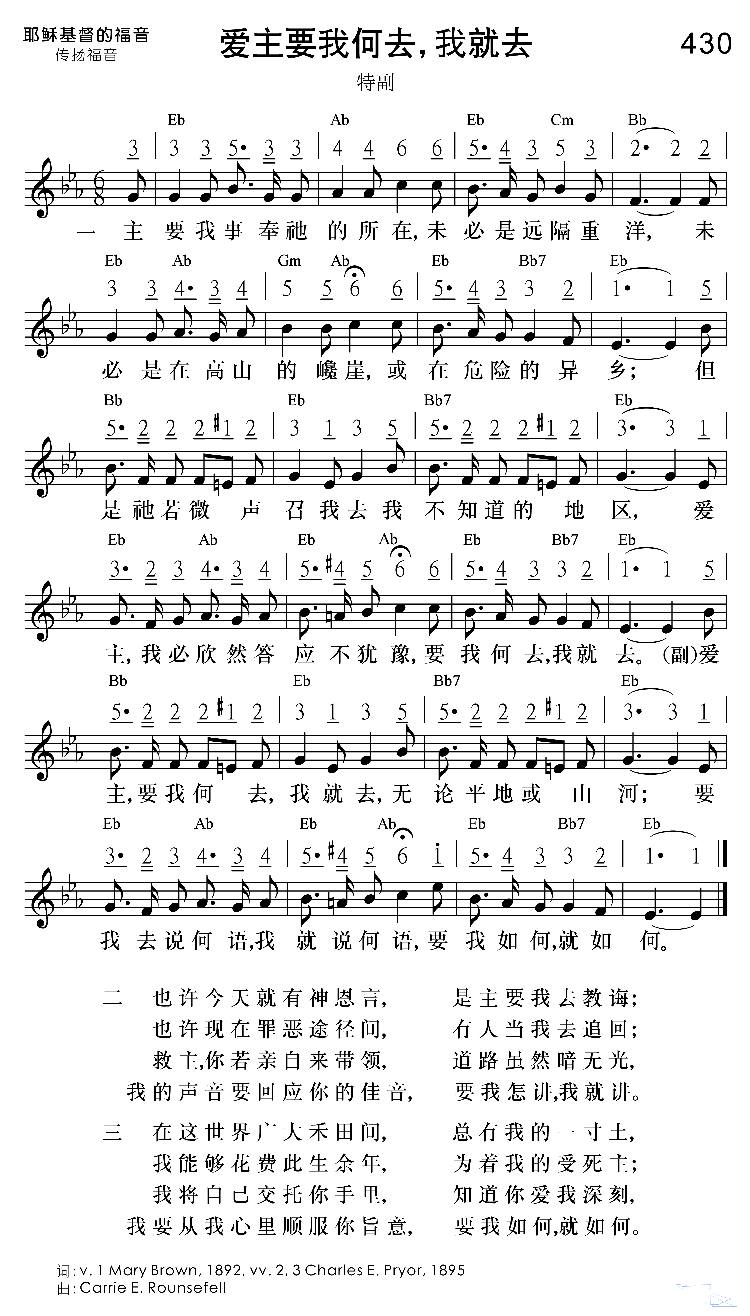 耶稣基督的福音
传扬福音
爱主要我何去,我就去
430
特副
Eb Ab Eb Cm Bb
3 | 3 3 5• 3 3 | 4 4 6 6 | 5• 4 3 5 3 | 2• 2 2
6/8
一 主要我事奉祂的所在,未必是远隔重洋,未
Eb Ab Gm Ab Eb Bb7 Eb
3 3 4• 3 4 | 5 5 6 6 | 5• 4 3 3 2 | 1• 1 5
必是在高山的巉崖,或在危险的异乡;但
Bb Eb Bb7 Eb
5• 2 2 2 #1 2 | 3 1 3 5 | 5• 2 2 2 #1 2 | 3• 3 1
是祂若微声召我去我不知道的地区,爱
Eb Ab Eb Ab Eb Bb7 Eb
3• 2 3 4• 3 4 | 5• #4 5 6 6 | 5• 4 3 3 2 | 1• 1 5
主,我必欣然答应不犹豫,要我何去,我就去。(副)爱
Bb Eb Bb7 Eb
5• 2 2 2 #1 2 | 3 1 3 5 | 5• 2 2 2 #1 2 | 3• 3 1
主,要我何去,我就去,无论平地或山河;要
Eb Ab Eb Ab Eb Bb7 Eb
3• 2 3 4• 3 4 | 5• #4 5 6 i | 5• 4 3 3 2 | 1• 1
我去说何语,我就说何语,要我如何,就如何。
二 也许今天就有神恩言, 是主要我去教诲;
也许现在罪恶途径间, 有人当我去追回;
救主,你若亲自来带领, 道路虽然暗无光,
我的声音要回应你的佳音, 要我怎讲,我就讲。
三 在这世界广大禾田间, 总有我的一寸土,
我能够花费此生余年, 为着我的受死主;
我将自己交托你手里, 知道你爱我深刻,
我要从我心里顺服你旨意, 要我如何,就如何。
词: v. 1 Mary Brown, 1892, vv. 2, 3 Charles E. Pryor, 1895
曲: Carrie E. Rounsefell